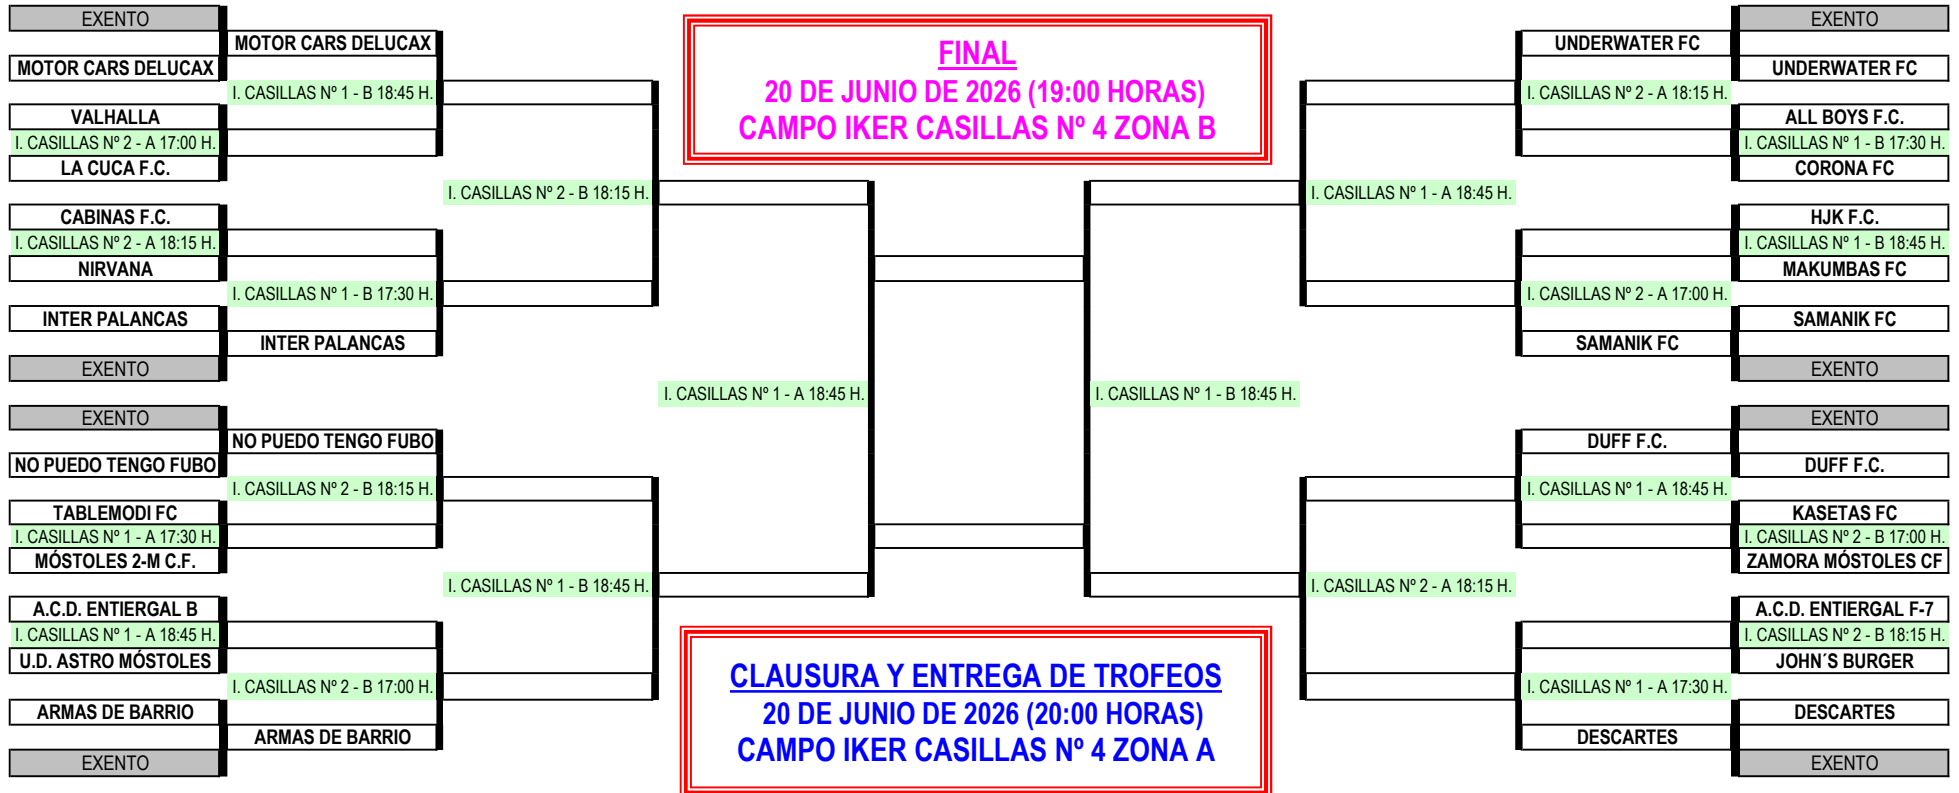 EXENTO
MOTOR CARS DELUCAX
MOTOR CARS DELUCAX
I. CASILLAS Nº 1 - B 18:45 H.
VALHALLA
I. CASILLAS Nº 2 - A 17:00 H.
LA CUCA F.C.
I. CASILLAS Nº 2 - B 18:15 H.
CABINAS F.C.
I. CASILLAS Nº 2 - A 18:15 H.
NIRVANA
I. CASILLAS Nº 1 - B 17:30 H.
INTER PALANCAS
INTER PALANCAS
EXENTO
I. CASILLAS Nº 1 - A 18:45 H.
EXENTO
NO PUEDO TENGO FUBO
NO PUEDO TENGO FUBO
I. CASILLAS Nº 2 - B 18:15 H.
TABLEMODI FC
I. CASILLAS Nº 1 - A 17:30 H.
MÓSTOLES 2-M C.F.
I. CASILLAS Nº 1 - B 18:45 H.
A.C.D. ENTIERGAL B
I. CASILLAS Nº 1 - A 18:45 H.
U.D. ASTRO MÓSTOLES
I. CASILLAS Nº 2 - B 17:00 H.
ARMAS DE BARRIO
ARMAS DE BARRIO
EXENTO
FINAL
20 DE JUNIO DE 2026 (19:00 HORAS)
CAMPO IKER CASILLAS Nº 4 ZONA B
CLAUSURA Y ENTREGA DE TROFEOS
20 DE JUNIO DE 2026 (20:00 HORAS)
CAMPO IKER CASILLAS Nº 4 ZONA A
EXENTO
UNDERWATER FC
UNDERWATER FC
I. CASILLAS Nº 2 - A 18:15 H.
ALL BOYS F.C.
I. CASILLAS Nº 1 - B 17:30 H.
CORONA FC
I. CASILLAS Nº 1 - A 18:45 H.
HJK F.C.
I. CASILLAS Nº 1 - B 18:45 H.
MAKUMBAS FC
I. CASILLAS Nº 2 - A 17:00 H.
SAMANIK FC
SAMANIK FC
EXENTO
I. CASILLAS Nº 1 - B 18:45 H.
EXENTO
DUFF F.C.
DUFF F.C.
I. CASILLAS Nº 1 - A 18:45 H.
KASETAS FC
I. CASILLAS Nº 2 - B 17:00 H.
ZAMORA MÓSTOLES CF
I. CASILLAS Nº 2 - A 18:15 H.
A.C.D. ENTIERGAL F-7
I. CASILLAS Nº 2 - B 18:15 H.
JOHN´S BURGER
I. CASILLAS Nº 1 - A 17:30 H.
DESCARTES
DESCARTES
EXENTO